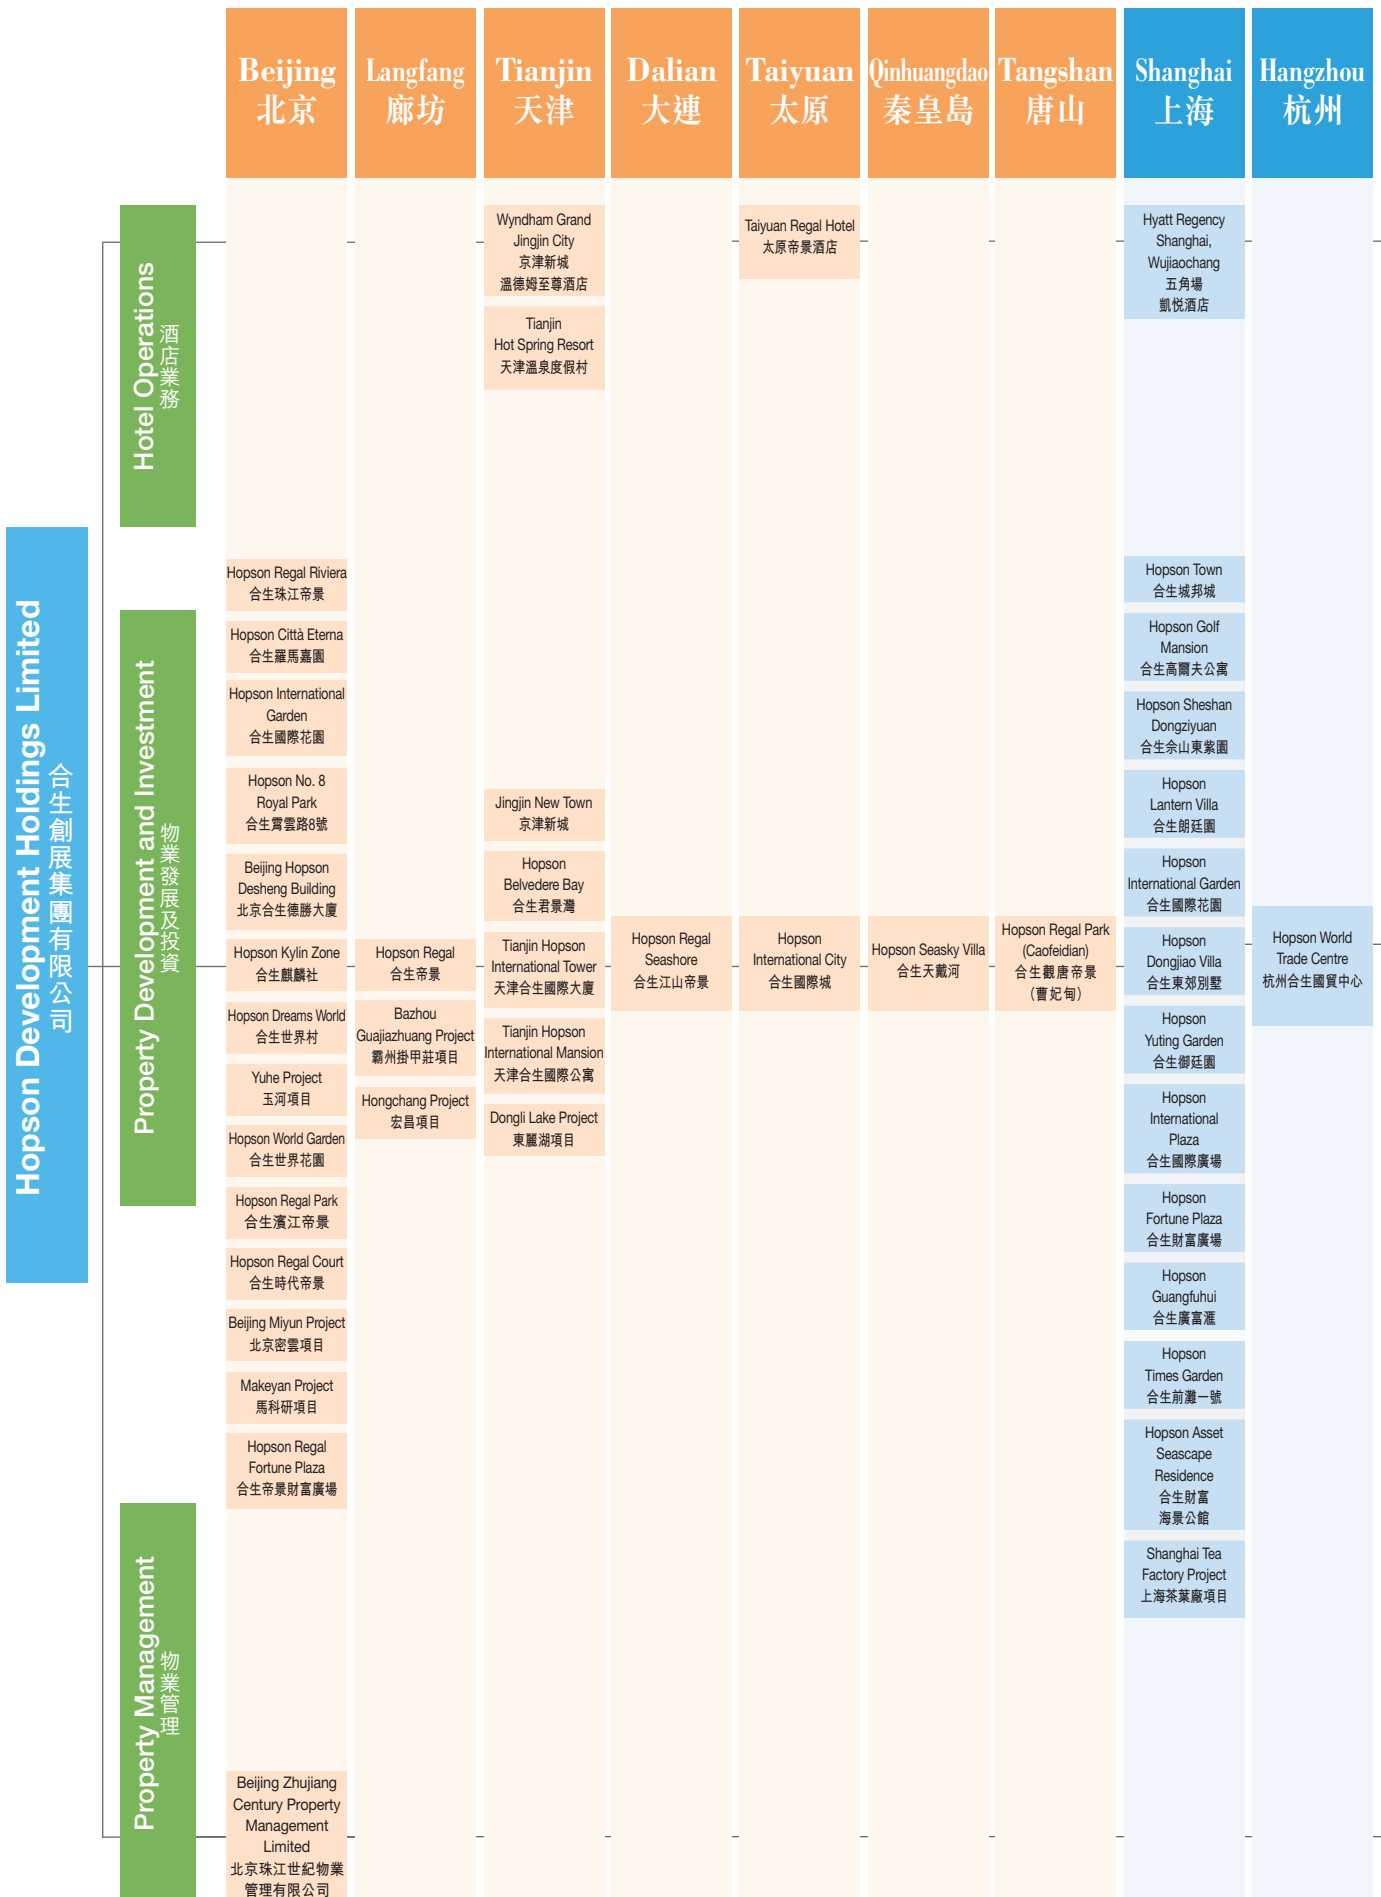 Hopson Development Holdings Limited
合生創展集團有限公司
Hotel Operations
酒店業務
Property Development and Investment
物業發展及投資
Property Management
物業管理
Beijing
北京
Hopson Regal Riviera
合生珠江帝景
Hopson Città Eterna
合生羅馬嘉園
Hopson International
Garden
合生國際花園
Hopson No. 8
Royal Park
合生霄雲路8號
Beijing Hopson
Desheng Building
北京合生德勝大廈
Hopson Kylin Zone
合生麒麟社
Hopson Dreams World
合生世界村
Yuhe Project
玉河項目
Hopson World Garden
合生世界花園
Hopson Regal Park
合生濱江帝景
Hopson Regal Court
合生時代帝景
Beijing Miyun Project
北京密雲項目
Makeyan Project
馬科研項目
Hopson Regal
Fortune Plaza
合生帝景財富廣場
Beijing Zhujiang
Century Property
Management
Limited
北京珠江世紀物業
管理有限公司
Langfang
廊坊
Hopson Regal
合生帝景
Bazhou
Guajiazhuang Project
霸州掛甲莊項目
Hongchang Project
宏昌項目
Tianjin
天津
Wyndham Grand
Jingjin City
京津新城
溫德姆至尊酒店
Tianjin
Hot Spring Resort
天津溫泉度假村
Jingjin New Town
京津新城
Hopson
Belvedere Bay
合生君景灣
Tianjin Hopson
International Tower
天津合生國際大廈
Tianjin Hopson
International Mansion
天津合生國際公寓
Dongli Lake Project
東麗湖項目
Dalian
大連
Hopson Regal
Seashore
合生江山帝景
Taiyuan
太原
Taiyuan Regal Hotel
太原帝景酒店
Hopson
International City
合生國際城
Qinhuangdao
秦皇島
Hopson Seasky Villa
合生天戴河
Tangshan
唐山
Hopson Regal Park
(Caofeidian)
合生觀唐帝景
(曹妃甸)
Shanghai
上海
Hyatt Regency
Shanghai,
Wujiaochang
五角場
凱悦酒店
Hopson Town
合生城邦城
Hopson Golf
Mansion
合生高爾夫公寓
Hopson Sheshan
Dongziyuan
合生佘山東紫園
Hopson
Lantern Villa
合生朗廷園
Hopson
International Garden
合生國際花園
Hopson
Dongjiao Villa
合生東郊別墅
Hopson
Yuting Garden
合生御廷園
Hopson
International
Plaza
合生國際廣場
Hopson
Fortune Plaza
合生財富廣場
Hopson
Guangfuhui
合生廣富滙
Hopson
Times Garden
合生前灘一號
Hopson Asset
Seascape
Residence
合生財富
海景公館
Shanghai Tea
Factory Project
上海茶葉廠項目
Hangzhou
杭州
Hopson World
Trade Centre
杭州合生國貿中心